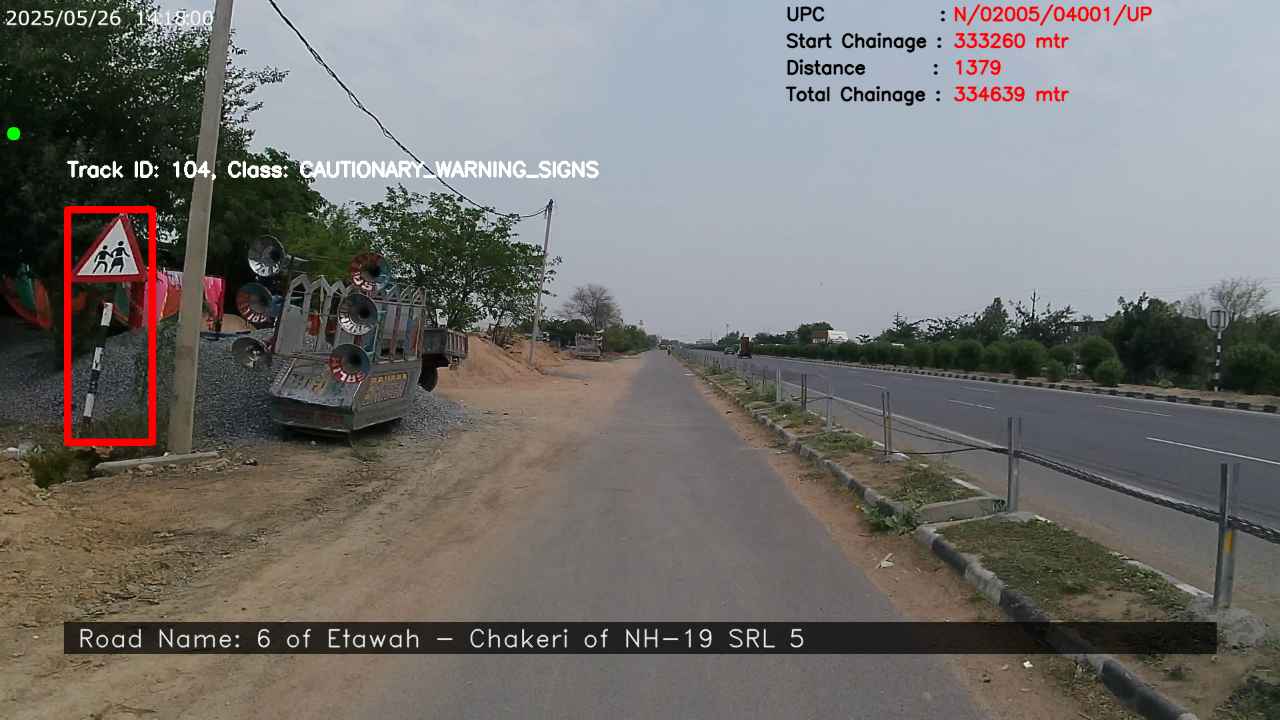 2025/05/26 14:18:00
UPC : N/02005/04001/UP
Start Chainage : 333260 mtr
Distance : 1379
Total Chainage : 334639 mtr
Track ID: 104, Class: CAUTIONARY_WARNING_SIGNS
Road Name: 6 of Etawah - Chakeri of NH-19 SRL 5